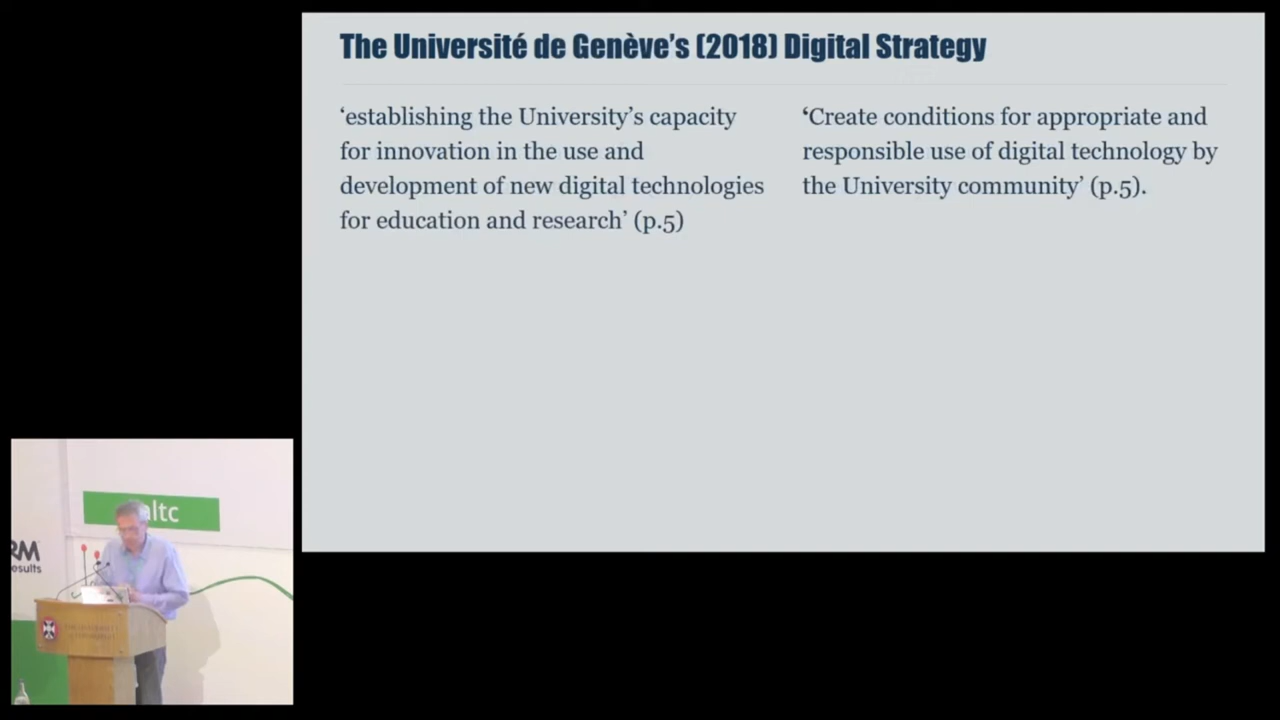 The Université de Genève’s (2018) Digital Strategy
‘establishing the University’s capacity
for innovation in the use and
development of new digital technologies
for education and research’ (p.5)
‘Create conditions for appropriate and
responsible use of digital technology by
the University community’ (p.5).
altc
RM
esults